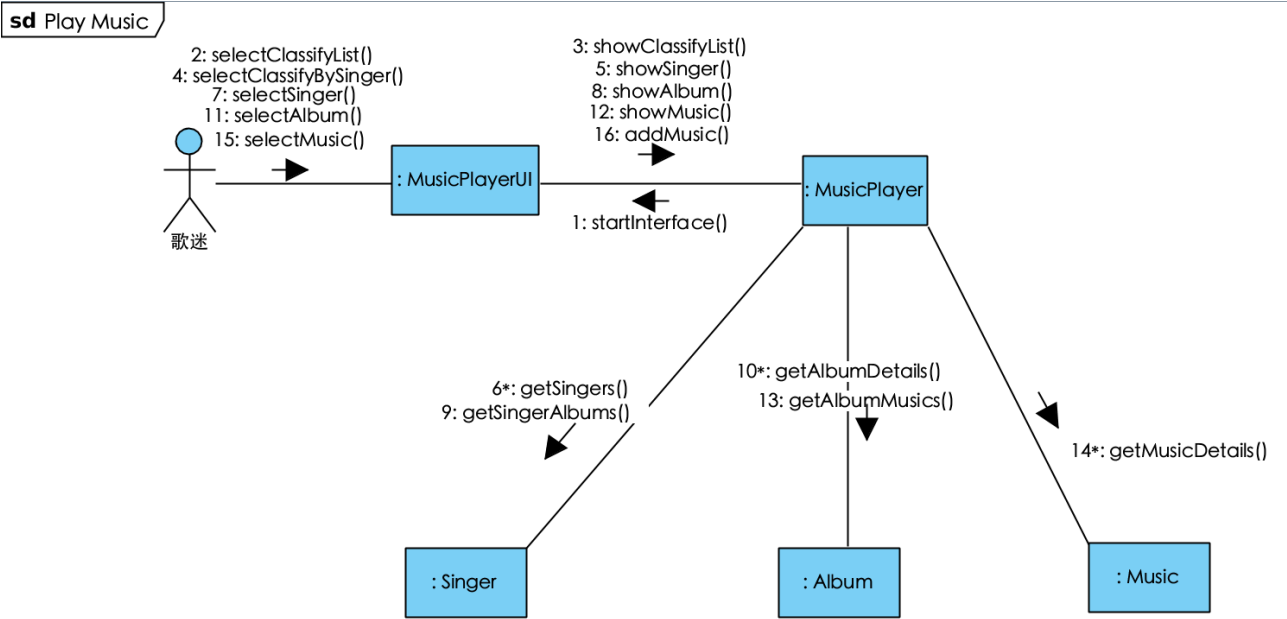 sd Play Music
2: selectClassifyList()
4: selectClassifyBySinger()
7: selectSinger()
11: selectAlbum()
15: selectMusic()
3: showClassifyList()
5: showSinger()
8: showAlbum()
12: showMusic()
16: addMusic()
: MusicPlayerUI
: MusicPlayer
1: startInterface()
歌迷
6*: getSingers()
9: getSingerAlbums()
10*: getAlbumDetails()
13: getAlbumMusics()
14*: getMusicDetails()
: Singer
: Album
: Music